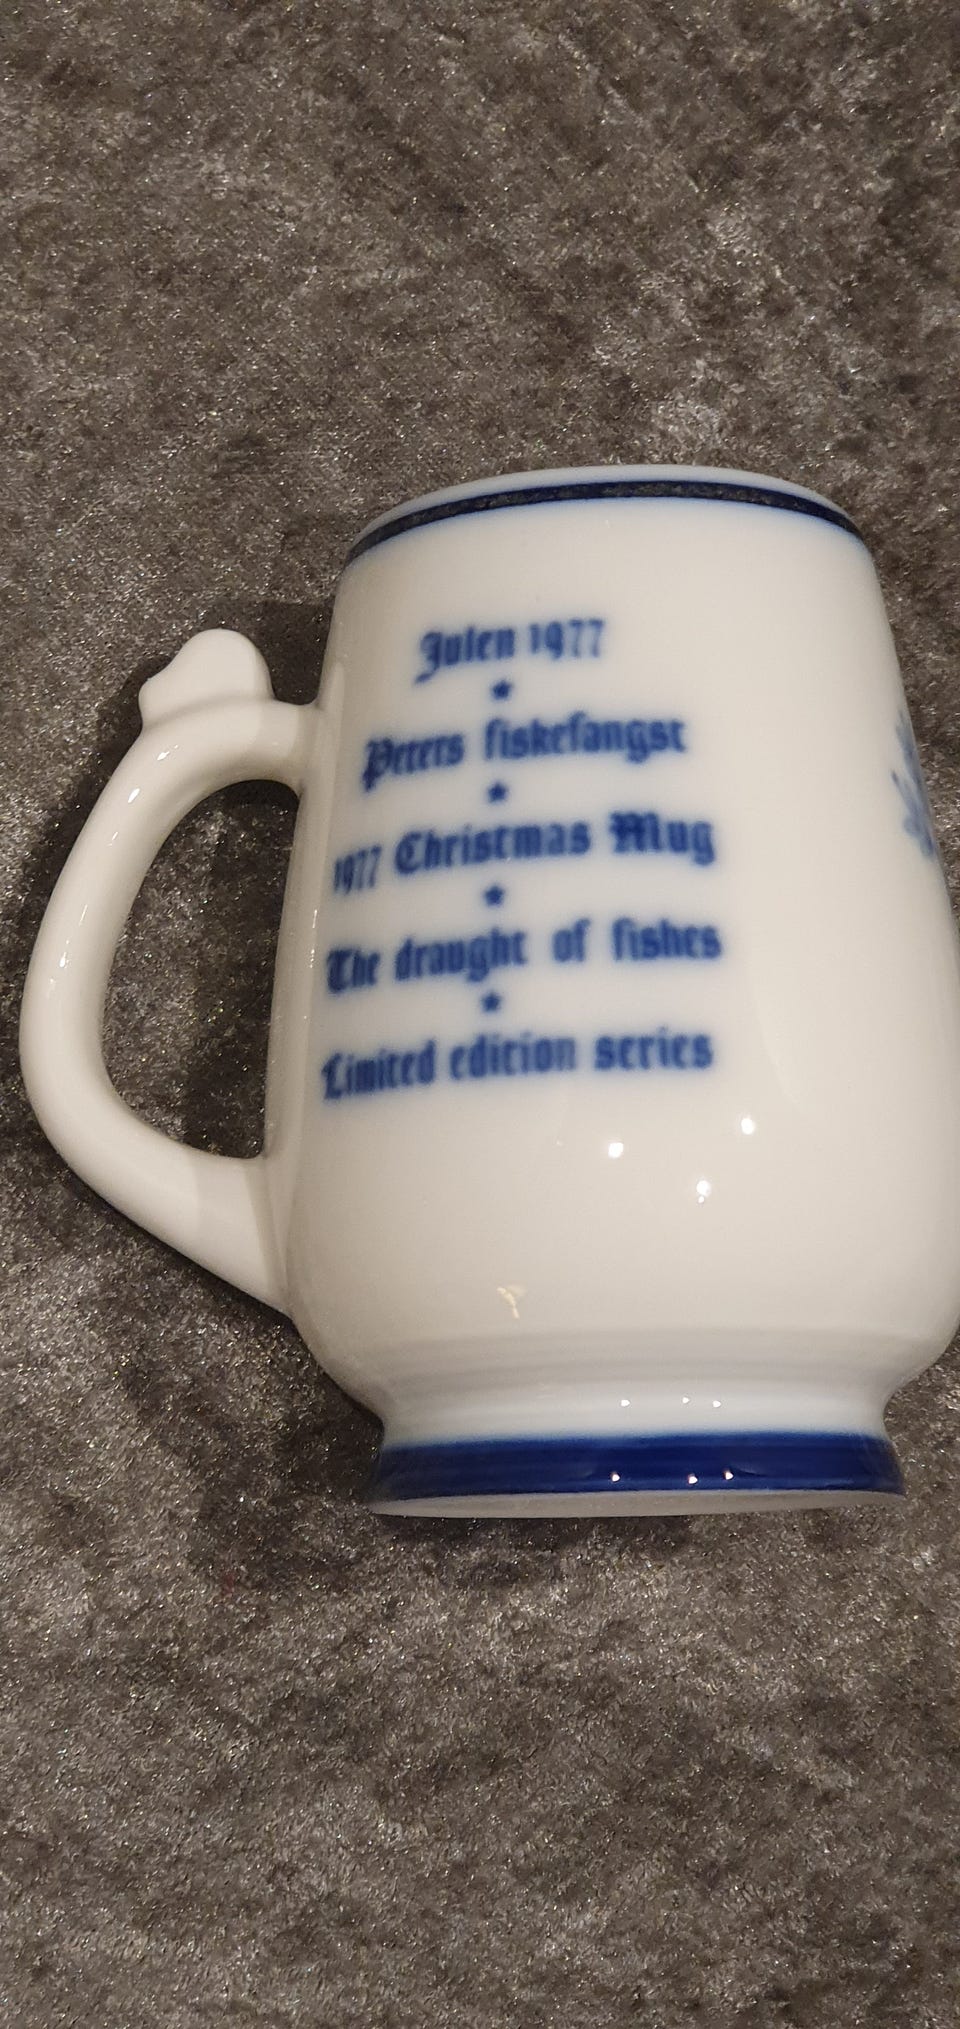 Julen 1977
Peters fiskefangst
1977 Christmas Mug
The draught of fishes
Limited edition series